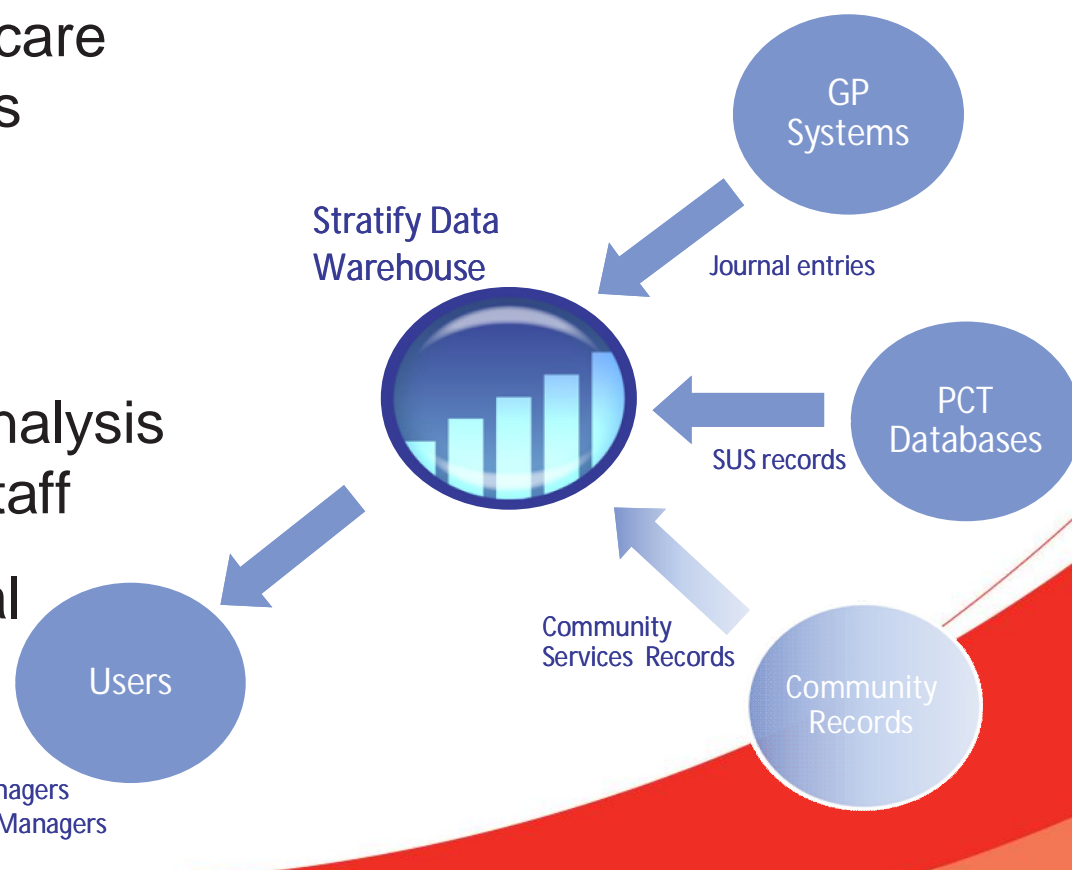 care
s
nalysis
taff
al
GP
Systems
Stratify Data
Warehouse
Journal entries
PCT
Databases
SUS records
Community
Services Records
Community
Records
Users
nagers
Managers